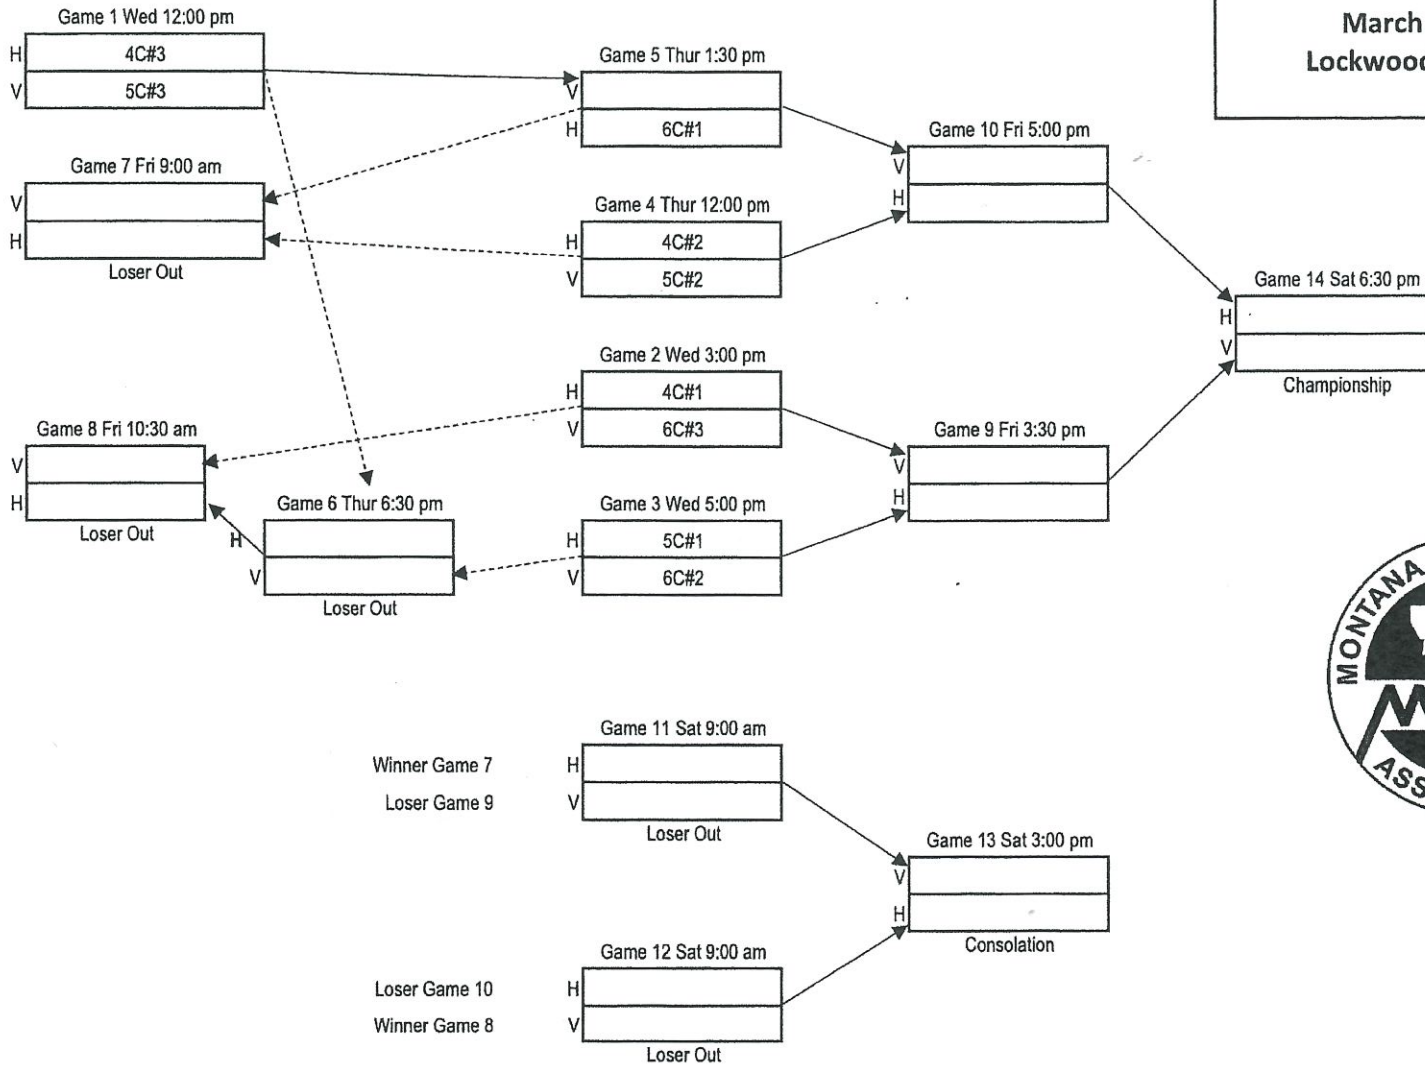 March
Lockwood
Game 1 Wed 12:00 pm
H 4C#3
V 5C#3
Game 5 Thur 1:30 pm
V
H 6C#1
Game 10 Fri 5:00 pm
V
H
Game 7 Fri 9:00 am
V
H
Loser Out
Game 4 Thur 12:00 pm
H 4C#2
V 5C#2
Game 14 Sat 6:30 pm
H
V
Championship
Game 2 Wed 3:00 pm
H 4C#1
V 6C#3
Game 8 Fri 10:30 am
V
H
Loser Out
Game 9 Fri 3:30 pm
V
H
Game 6 Thur 6:30 pm
H
V
Loser Out
Game 3 Wed 5:00 pm
H 5C#1
V 6C#2
MONTANA
ASS
Game 11 Sat 9:00 am
Winner Game 7 H
Loser Game 9 V
Loser Out
Game 13 Sat 3:00 pm
V
H
Consolation
Game 12 Sat 9:00 am
Loser Game 10 H
Winner Game 8 V
Loser Out